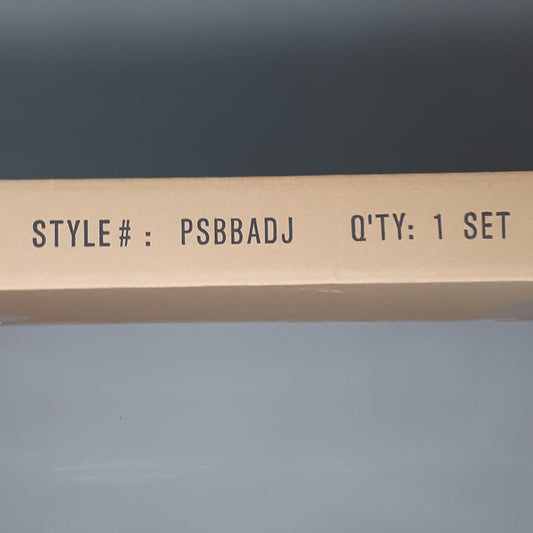 STYLE# : PSBBADJ Q'TY: 1 SET